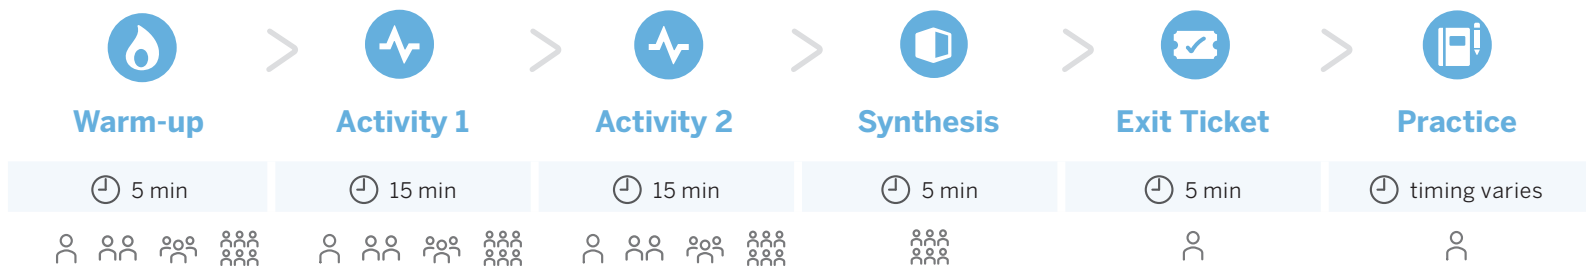 Warm-up
Activity 1
Activity 2
Synthesis
Exit Ticket
Practice
5 min
15 min
15 min
5 min
5 min
timing varies